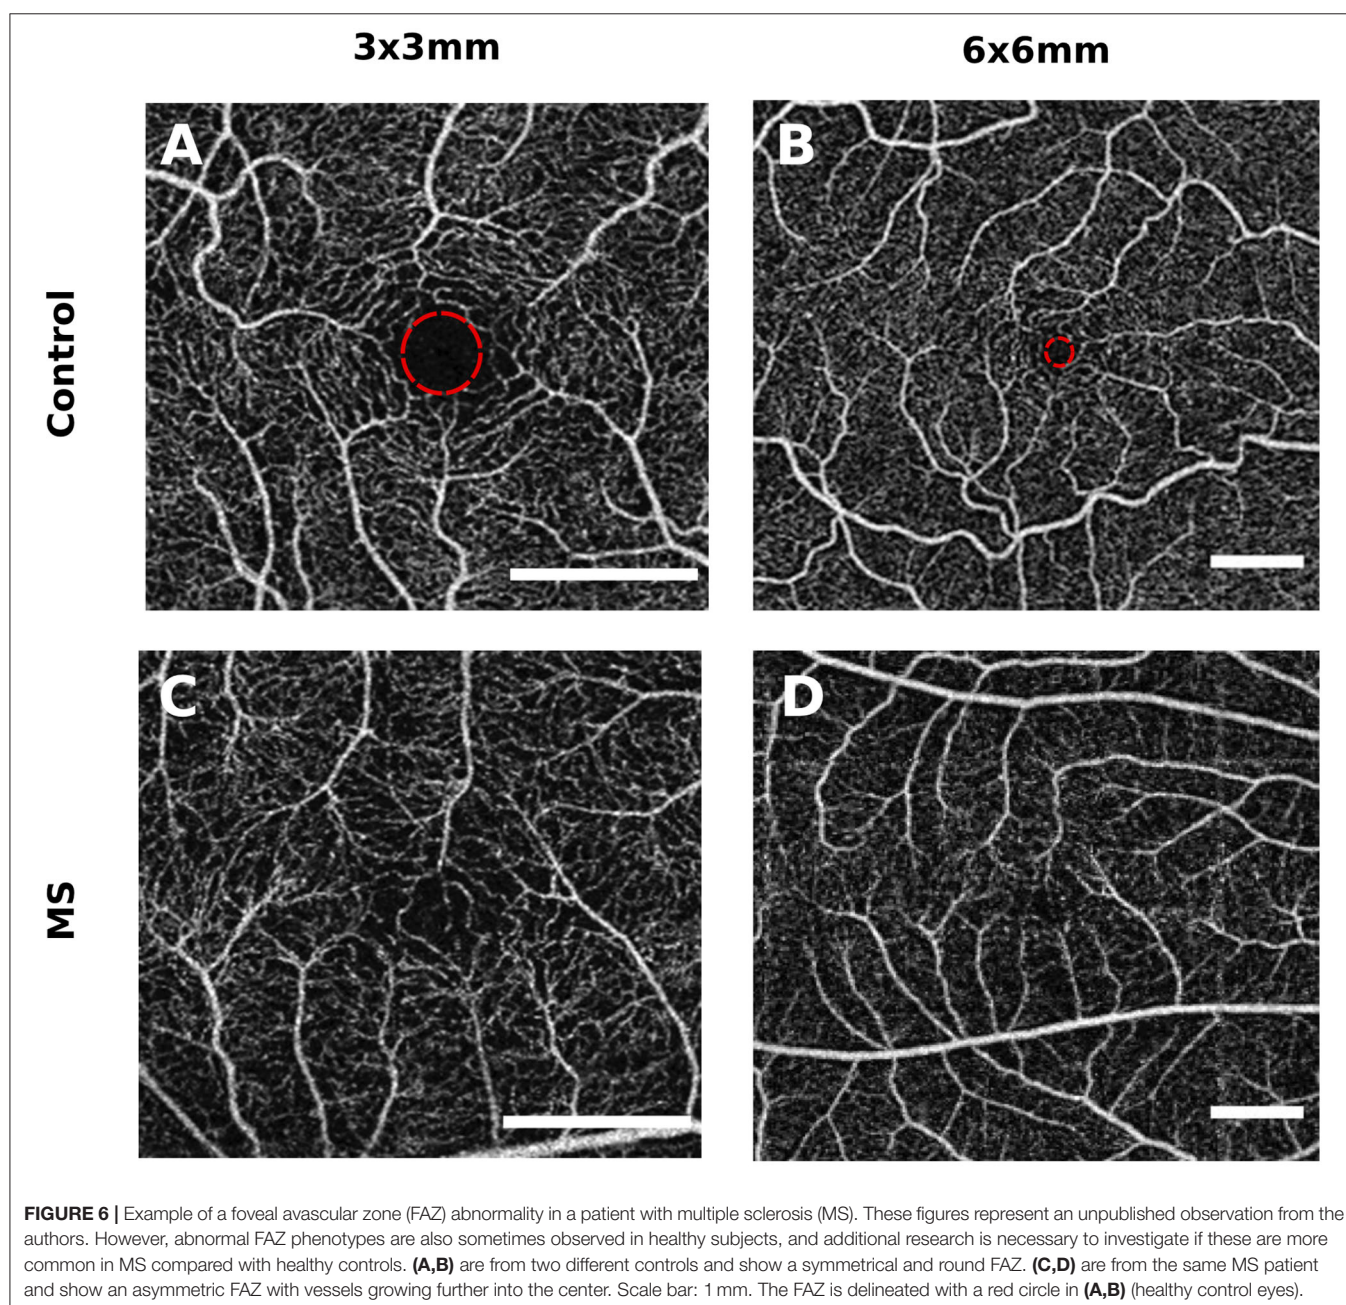 3x3mm 6x6mm
A B
Control
C D
MS
FIGURE 6 | Example of a foveal avascular zone (FAZ) abnormality in a patient with multiple sclerosis (MS). These figures represent an unpublished observation from the
authors. However, abnormal FAZ phenotypes are also sometimes observed in healthy subjects, and additional research is necessary to investigate if these are more
common in MS compared with healthy controls. (A,B) are from two different controls and show a symmetrical and round FAZ. (C,D) are from the same MS patient
and show an asymmetric FAZ with vessels growing further into the center. Scale bar: 1 mm. The FAZ is delineated with a red circle in (A,B) (healthy control eyes).